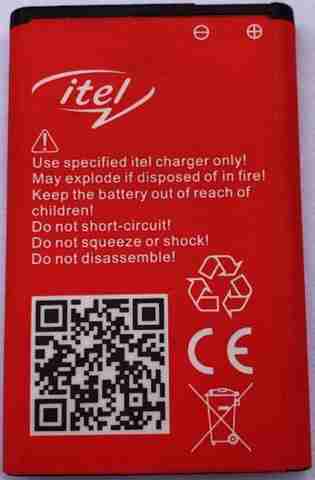 ⊖ ⊕
itel
Use specified itel charger only!
May explode if disposed of in fire!
Keep the battery out of reach of
children!
Do not short-circuit!
Do not squeeze or shock!
Do not disassemble!
CE